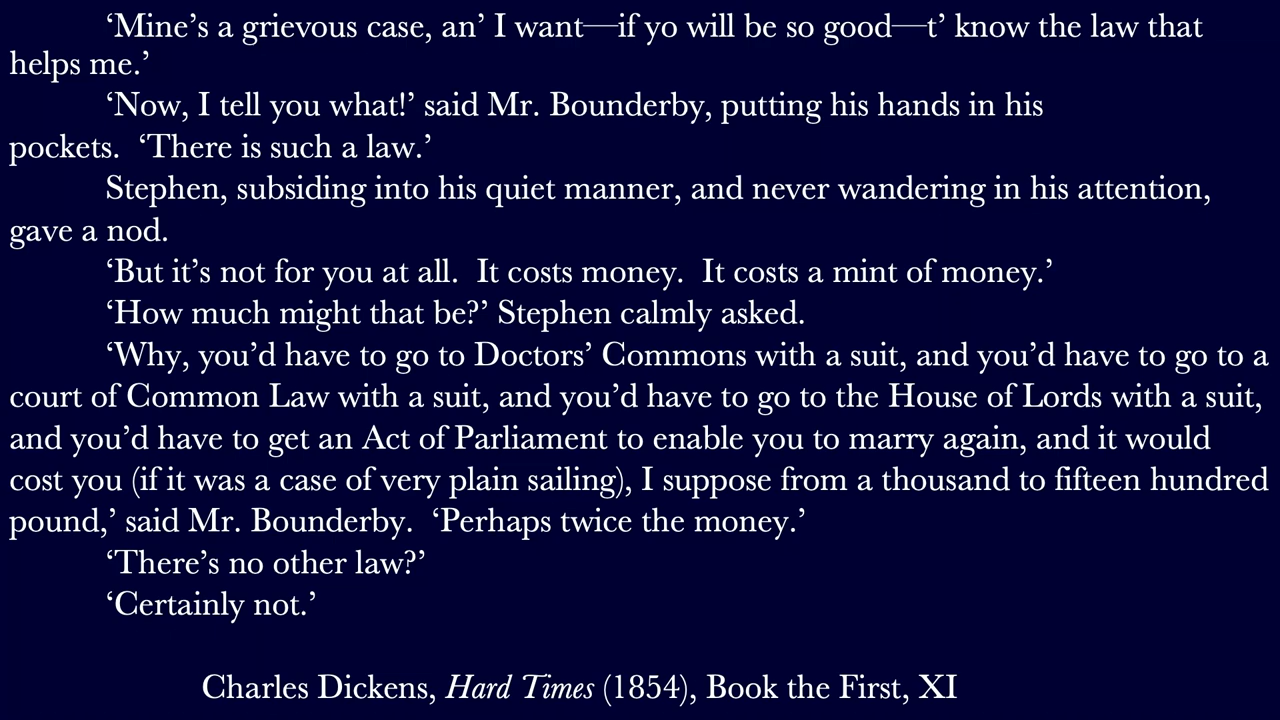 ‘Mine’s a grievous case, an’ I want—if yo will be so good—t’ know the law that
helps me.’
‘Now, I tell you what!’ said Mr. Bounderby, putting his hands in his
pockets.  ‘There is such a law.’
Stephen, subsiding into his quiet manner, and never wandering in his attention,
gave a nod.
‘But it’s not for you at all.  It costs money.  It costs a mint of money.’
‘How much might that be?’ Stephen calmly asked.
‘Why, you’d have to go to Doctors’ Commons with a suit, and you’d have to go to a
court of Common Law with a suit, and you’d have to go to the House of Lords with a suit,
and you’d have to get an Act of Parliament to enable you to marry again, and it would
cost you (if it was a case of very plain sailing), I suppose from a thousand to fifteen hundred
pound,’ said Mr. Bounderby.  ‘Perhaps twice the money.’
‘There’s no other law?’
‘Certainly not.’
Charles Dickens, Hard Times (1854), Book the First, XI